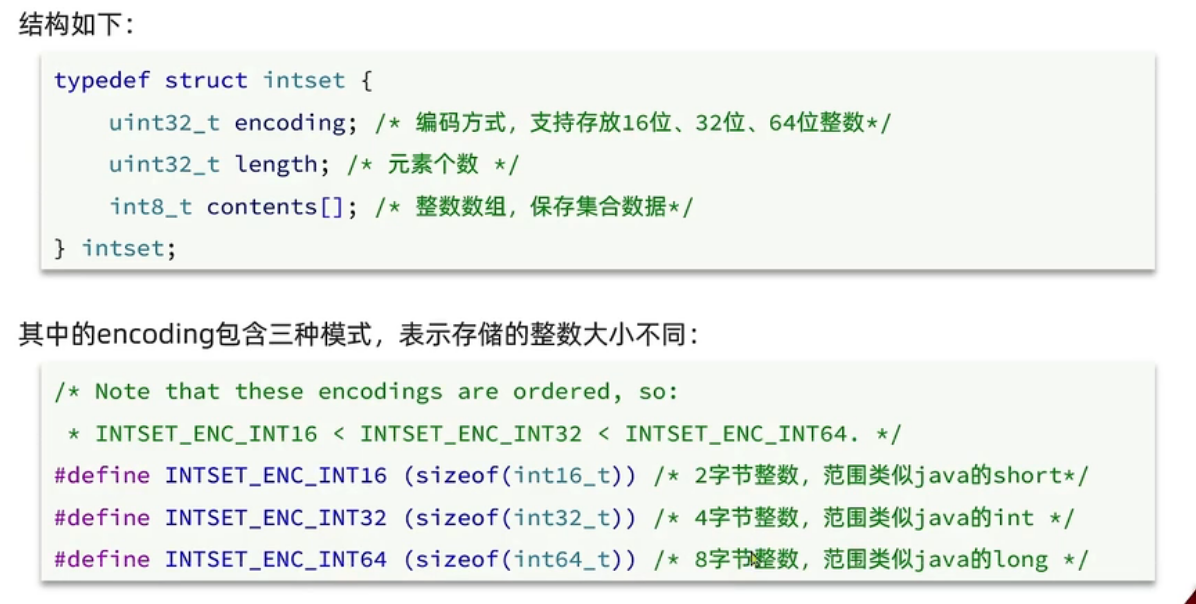 结构如下：
typedef struct intset {
    uint32_t encoding; /* 编码方式，支持存放16位、32位、64位整数*/
    uint32_t length; /* 元素个数 */
    int8_t contents[]; /* 整数数组，保存集合数据*/
} intset;
其中的encoding包含三种模式，表示存储的整数大小不同：
/* Note that these encodings are ordered, so:
 * INTSET_ENC_INT16 < INTSET_ENC_INT32 < INTSET_ENC_INT64. */
#define INTSET_ENC_INT16 (sizeof(int16_t)) /* 2字节整数，范围类似java的short*/
#define INTSET_ENC_INT32 (sizeof(int32_t)) /* 4字节整数，范围类似java的int */
#define INTSET_ENC_INT64 (sizeof(int64_t)) /* 8字节整数，范围类似java的long */